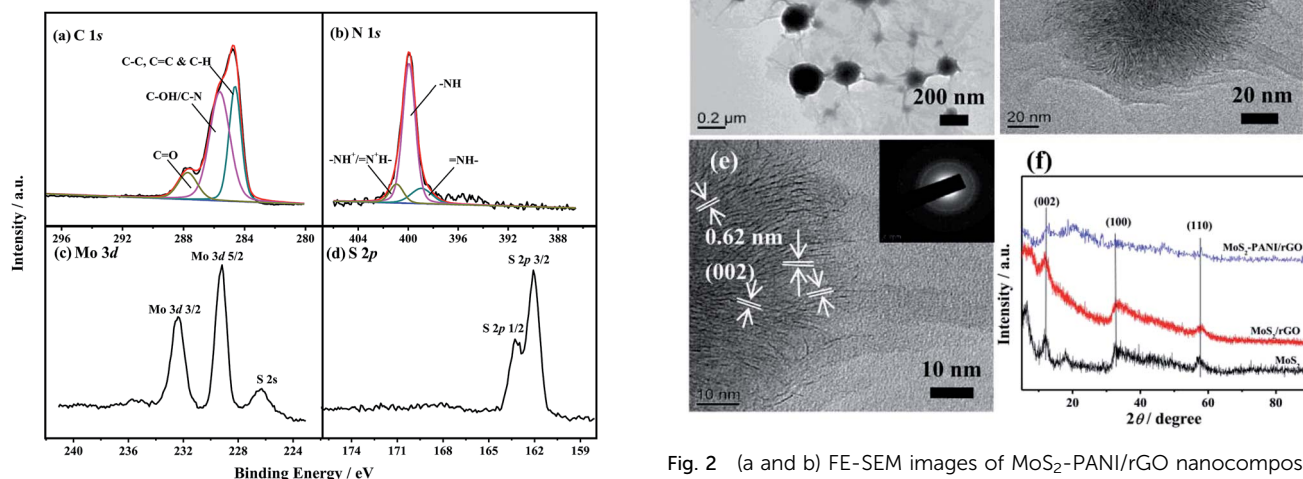 (a) C 1s
C-C, C=C & C-H
C-OH/C-N
C=O
296 292 288 284 280
(b) N 1s
-NH
-NH⁺/=N⁺H-
=NH-
404 400 396 392 388
(c) Mo 3d
Mo 3d 5/2
Mo 3d 3/2
S 2s
240 236 232 228 224
(d) S 2p
S 2p 3/2
S 2p 1/2
175 171 166 162 159
Intensity / a.u.
Binding Energy / eV
200 nm
0.2 µm
20 nm
20 nm
(e)
0.62 nm
(002)
10 nm
10 nm
(f)
(002)
(100)
(110)
MoS₂-PANI/rGO
MoS₂/rGO
MoS₂
Intensity / a.u.
20 40 60 80
2θ / degree
Fig. 2 (a and b) FE-SEM images of MoS₂-PANI/rGO nanocompos